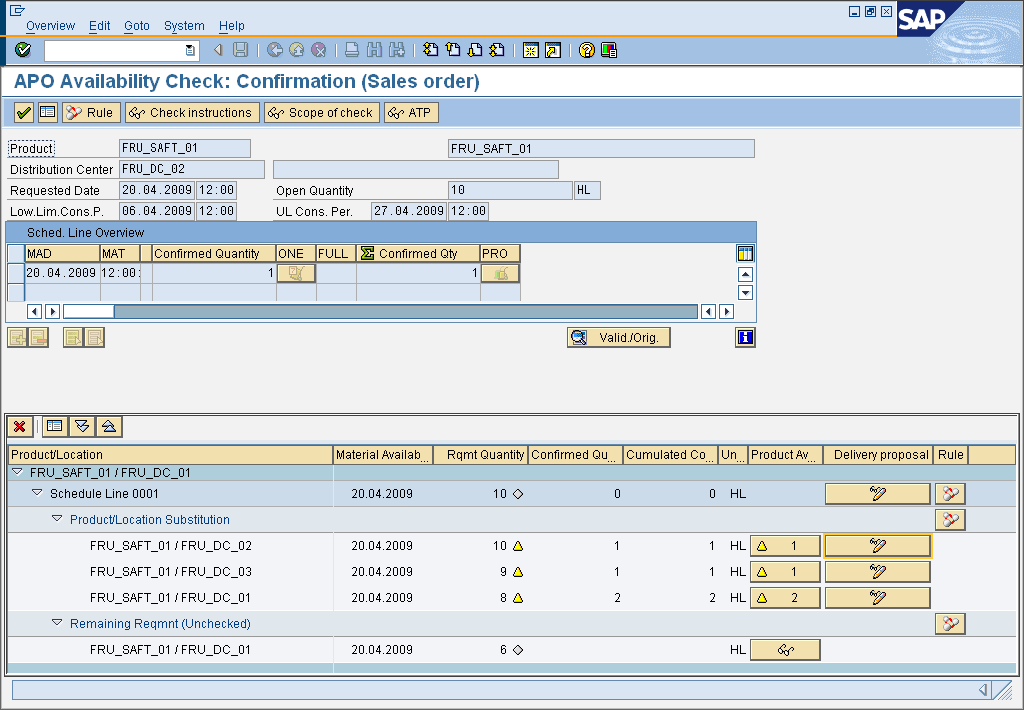 Overview Edit Goto System Help
SAP
APO Availability Check: Confirmation (Sales order)
Rule Check instructions Scope of check ATP
Product FRU_SAFT_01 FRU_SAFT_01
Distribution Center FRU_DC_02
Requested Date 20.04.2009 12:00 Open Quantity 10 HL
Low.Lim.Cons.P. 06.04.2009 12:00 UL Cons. Per. 27.04.2009 12:00
Sched. Line Overview
MAD MAT Confirmed Quantity ONE FULL Σ Confirmed Qty PRO
20.04.2009 12:00: 1 1
Valid./Orig.
Product/Location Material Availab... Rqmt Quantity Confirmed Qu... Cumulated Co... Un... Product Av... Delivery proposal Rule
FRU_SAFT_01 / FRU_DC_01
Schedule Line 0001 20.04.2009 10 0 0 HL
Product/Location Substitution
FRU_SAFT_01 / FRU_DC_02 20.04.2009 10 1 1 HL 1
FRU_SAFT_01 / FRU_DC_03 20.04.2009 9 1 1 HL 1
FRU_SAFT_01 / FRU_DC_01 20.04.2009 8 2 2 HL 2
Remaining Reqmnt (Unchecked)
FRU_SAFT_01 / FRU_DC_01 20.04.2009 6 HL